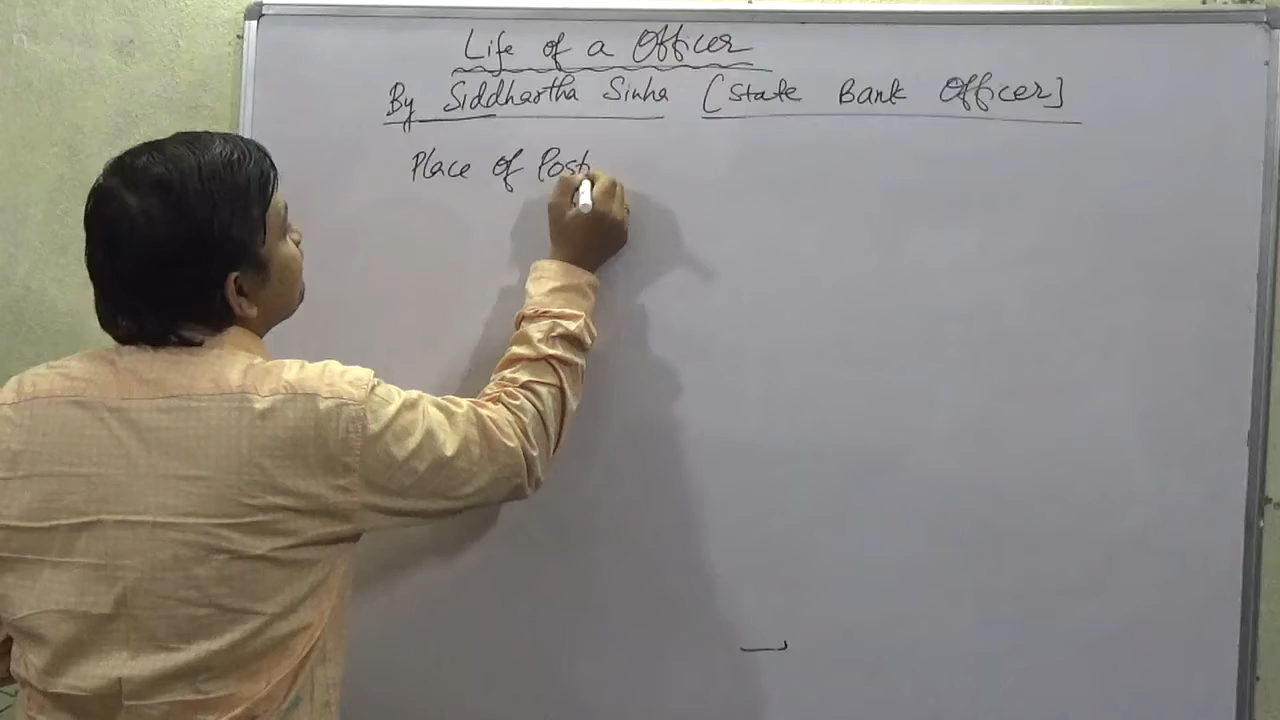 Life of a Officer
By Siddhartha Sinha [State Bank Officer]
Place of Post